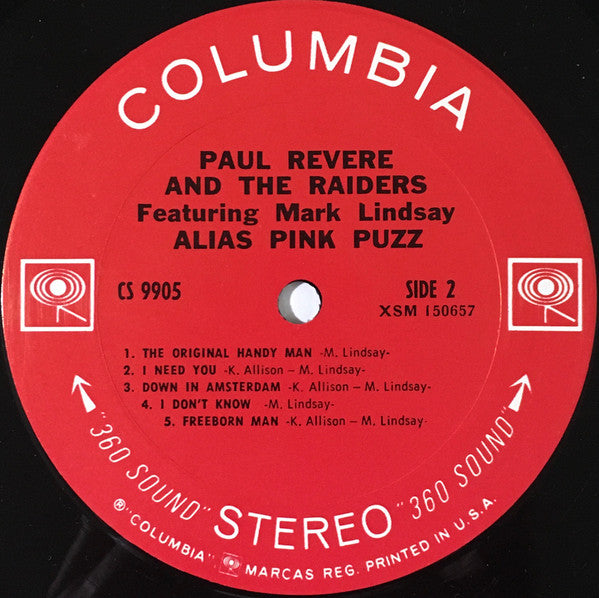 COLUMBIA
PAUL REVERE
AND THE RAIDERS
Featuring Mark Lindsay
ALIAS PINK PUZZ
CS 9905
SIDE 2
XSM 150657
1. THE ORIGINAL HANDY MAN -M. Lindsay-
2. I NEED YOU -K. Allison – M. Lindsay-
3. DOWN IN AMSTERDAM -K. Allison – M. Lindsay-
4. I DON'T KNOW -M. Lindsay-
5. FREEBORN MAN -K. Allison – M. Lindsay-
"360 SOUND" STEREO "360 SOUND"
®"COLUMBIA" MARCAS REG. PRINTED IN U.S.A.